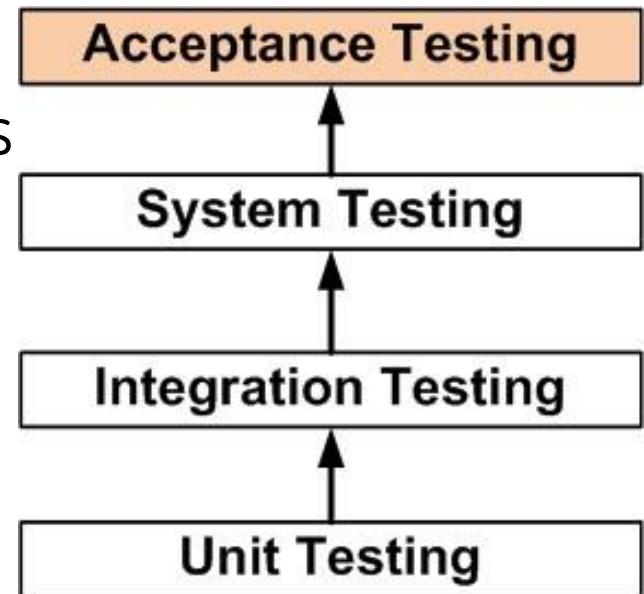 Acceptance Testing
s
System Testing
Integration Testing
Unit Testing